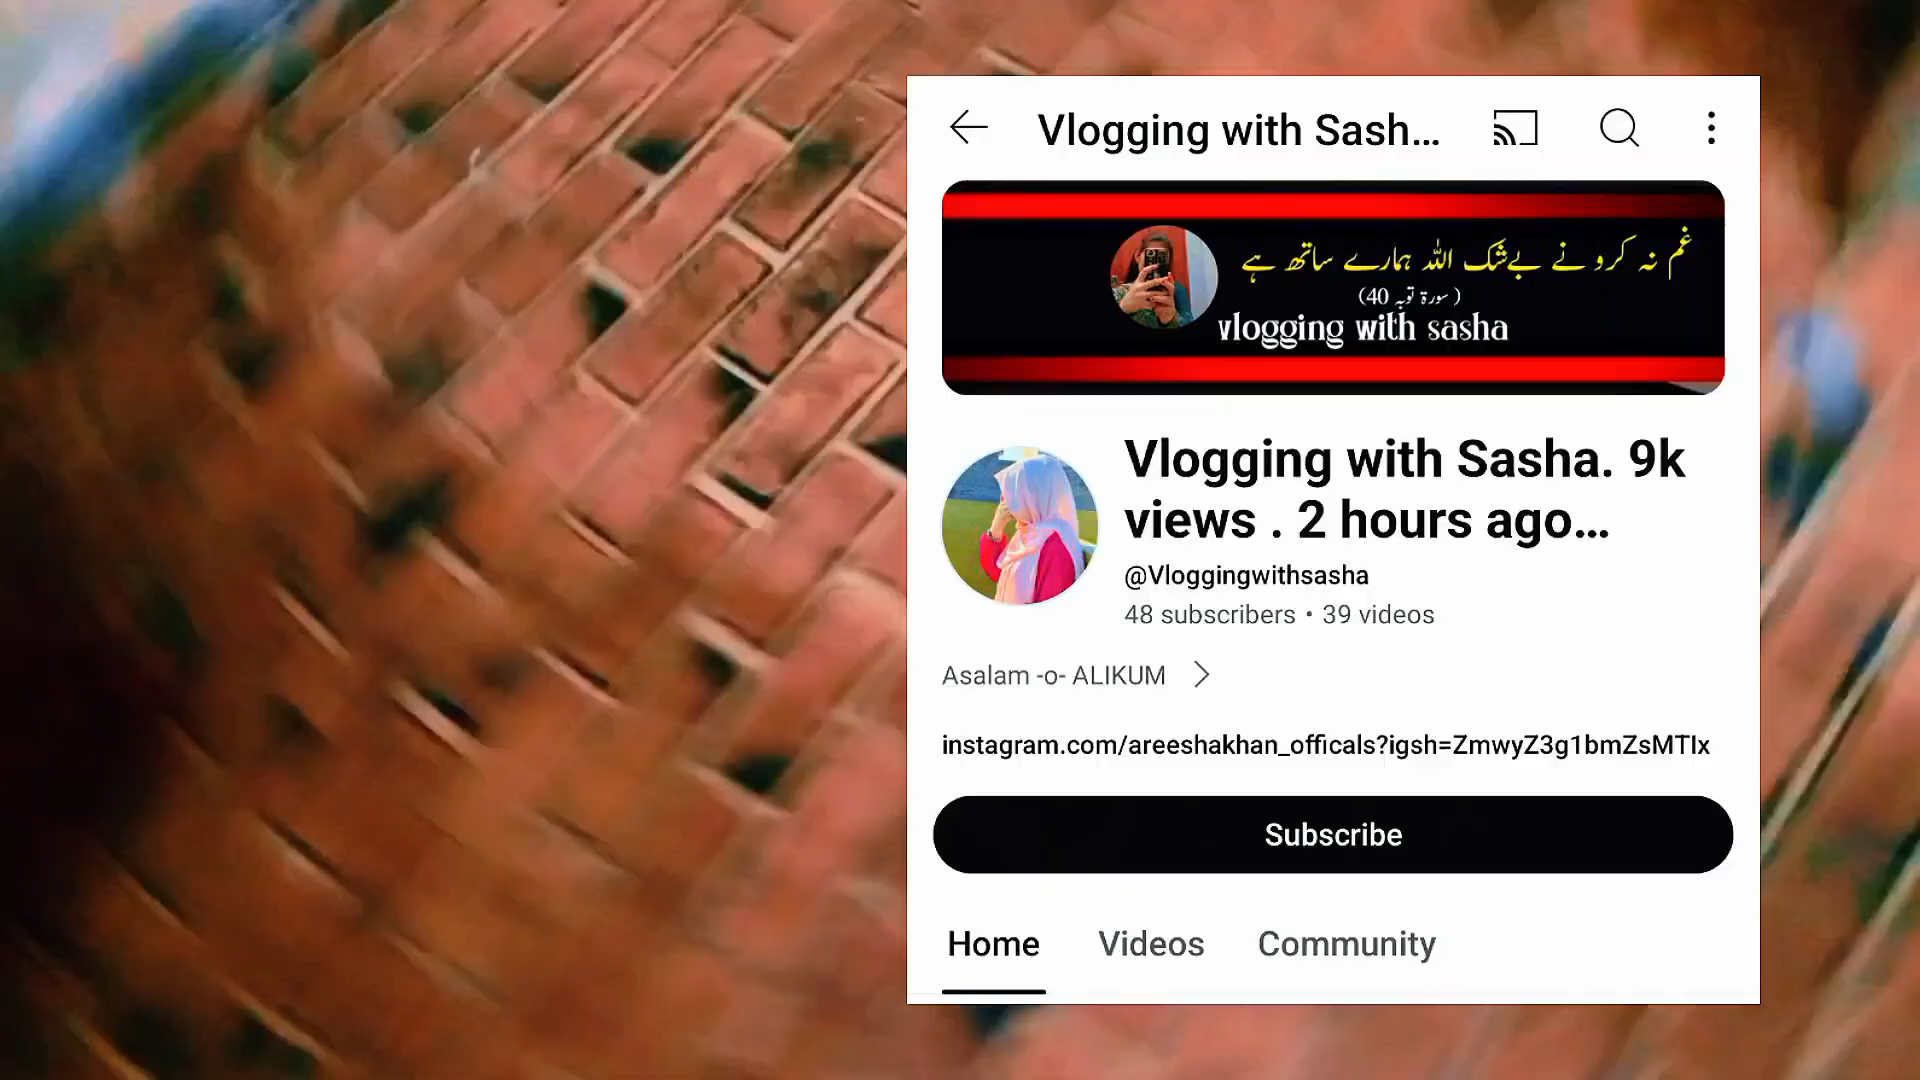 Vlogging with Sash...
غم نہ کرو نے بےشک اللہ ہمارے ساتھ ہے
(سورۃ توبہ 40)
vlogging with sasha
Vlogging with Sasha. 9k
views . 2 hours ago...
@Vloggingwithsasha
48 subscribers • 39 videos
Asalam -o- ALIKUM
instagram.com/areeshakhan_officals?igsh=ZmwyZ3g1bmZsMTIx
Subscribe
Home Videos Community